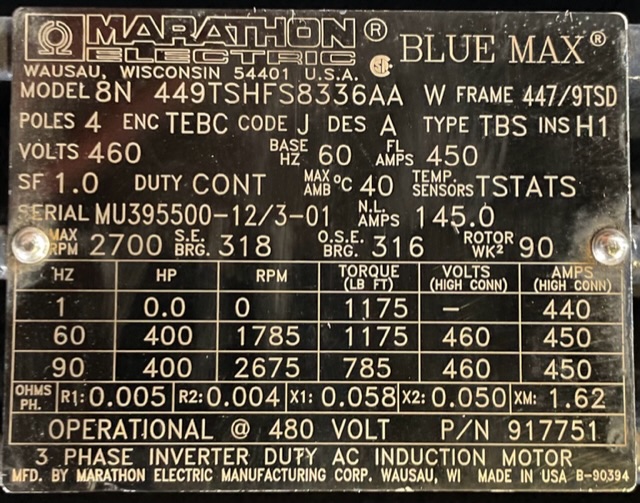 MARATHON® BLUE MAX®
ELECTRIC
WAUSAU, WISCONSIN 54401 U.S.A.
MODEL 8N 449TSHFS8336AA W FRAME 447/9TSD
POLES 4 ENC TEBC CODE J DES A TYPE TBS INS H1
VOLTS 460 BASE HZ 60 FL AMPS 450
SF 1.0 DUTY CONT MAX AMB °C 40 TEMP. SENSORS TSTATS
SERIAL MU395500-12/3-01 N.L. AMPS 145.0
MAX RPM 2700 S.E. BRG. 318 O.S.E. BRG. 316 ROTOR WK² 90
HZ HP RPM TORQUE (LB FT) VOLTS (HIGH CONN) AMPS (HIGH CONN)
1 0.0 0 1175 – 440
60 400 1785 1175 460 450
90 400 2675 785 460 450
OHMS PH. R1: 0.005 R2: 0.004 X1: 0.058 X2: 0.050 XM: 1.62
OPERATIONAL @ 480 VOLT P/N 917751
3 PHASE INVERTER DUTY AC INDUCTION MOTOR
MFD. BY MARATHON ELECTRIC MANUFACTURING CORP. WAUSAU, WI MADE IN USA B-90394